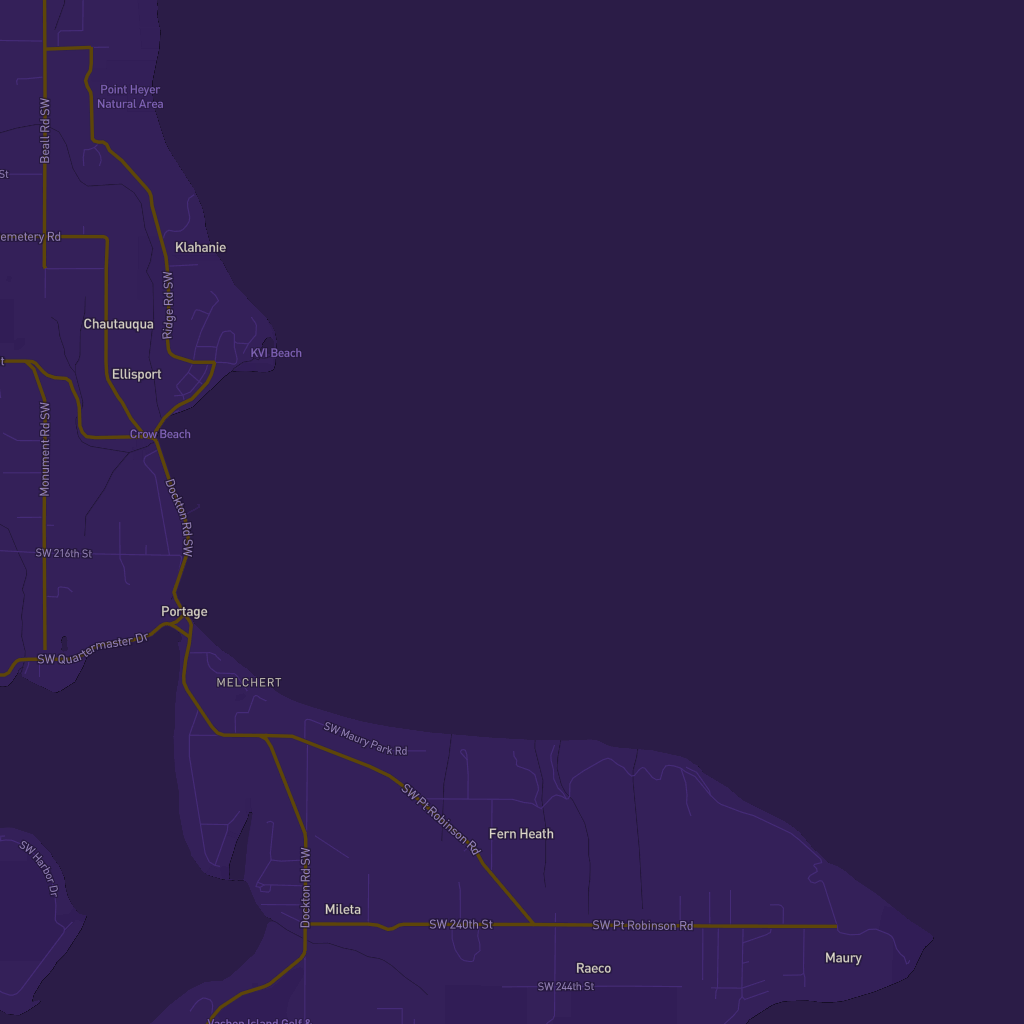 Point Heyer
Natural Area
Beall Rd SW
St
emetery Rd
Klahanie
Ridge Rd SW
Chautauqua
KVI Beach
t
Ellisport
Monument Rd SW
Crow Beach
Dockton Rd SW
SW 216th St
Portage
SW Quartermaster Dr
MELCHERT
SW Maury Park Rd
SW Pt Robinson Rd
Fern Heath
SW Harbor Dr
Dockton Rd SW
Mileta
SW 240th St
SW Pt Robinson Rd
Maury
Raeco
SW 244th St
Vashon Island Golf &